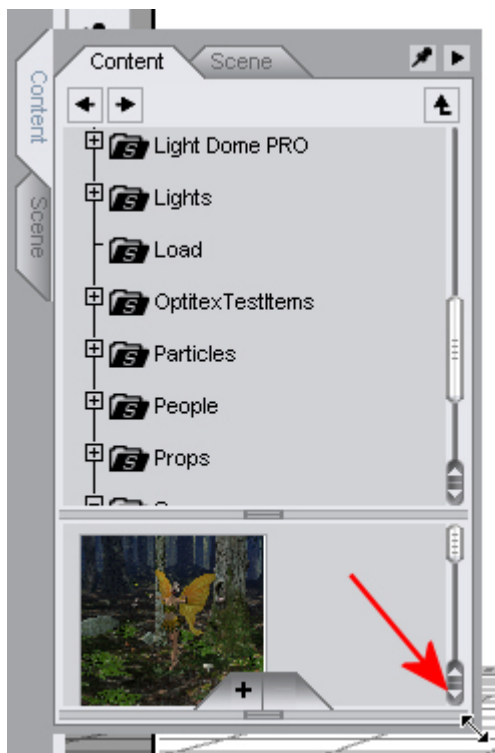 Content Scene
Content
Scene
Light Dome PRO
Lights
Load
OptitexTestItems
Particles
People
Props